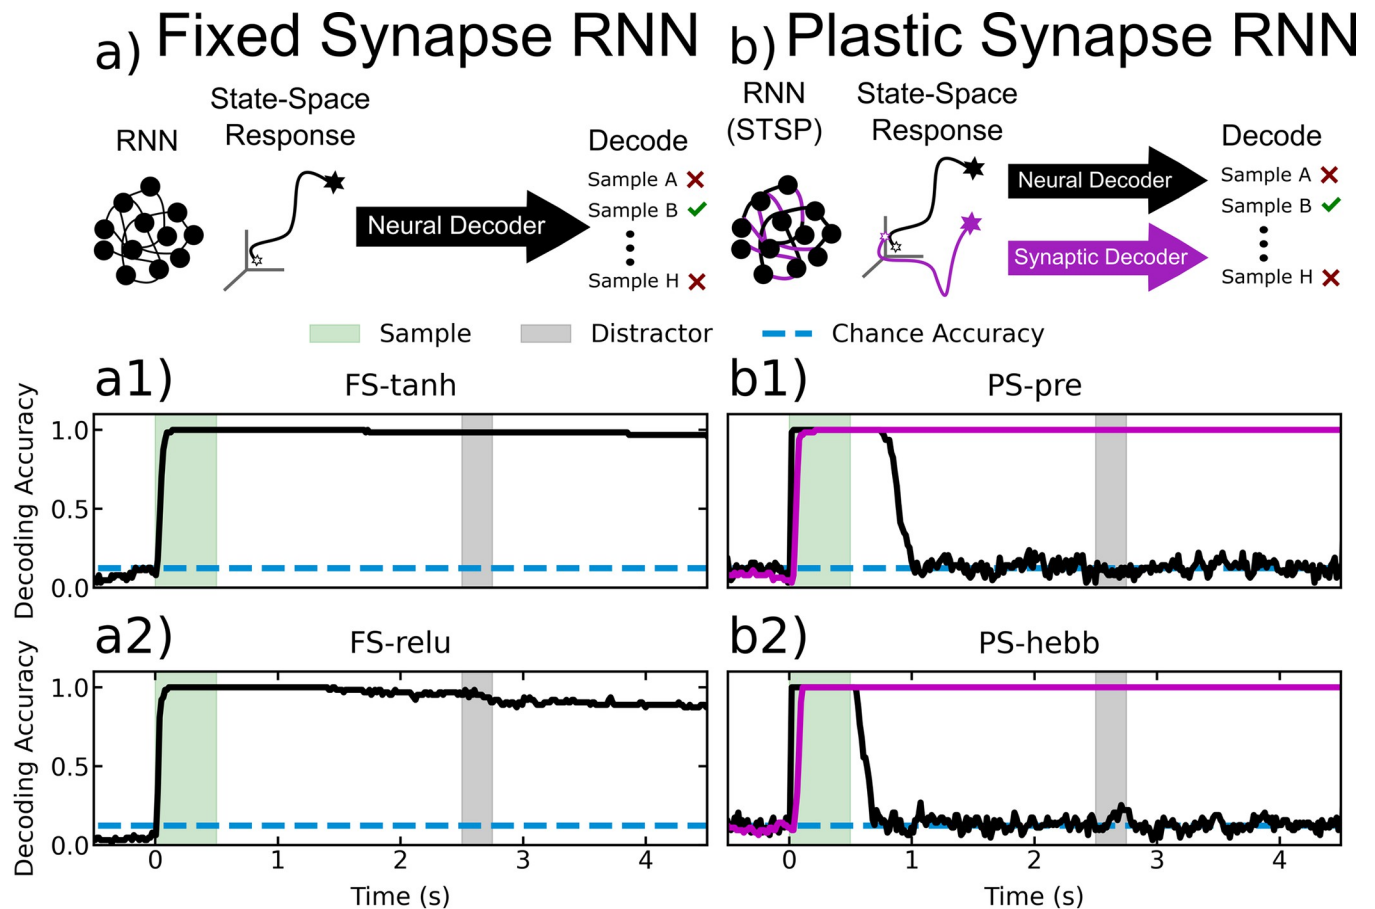 a) Fixed Synapse RNN
b) Plastic Synapse RNN
RNN
State-Space
Response
Decode
Sample A
Sample B
Sample H
Neural Decoder
RNN
(STSP)
State-Space
Response
Neural Decoder
Synaptic Decoder
Decode
Sample A
Sample B
Sample H
Sample
Distractor
Chance Accuracy
a1)
FS-tanh
Decoding Accuracy
1.0
0.5
0.0
b1)
PS-pre
a2)
FS-relu
Decoding Accuracy
1.0
0.5
0.0
0 1 2 3 4
Time (s)
b2)
PS-hebb
0 1 2 3 4
Time (s)